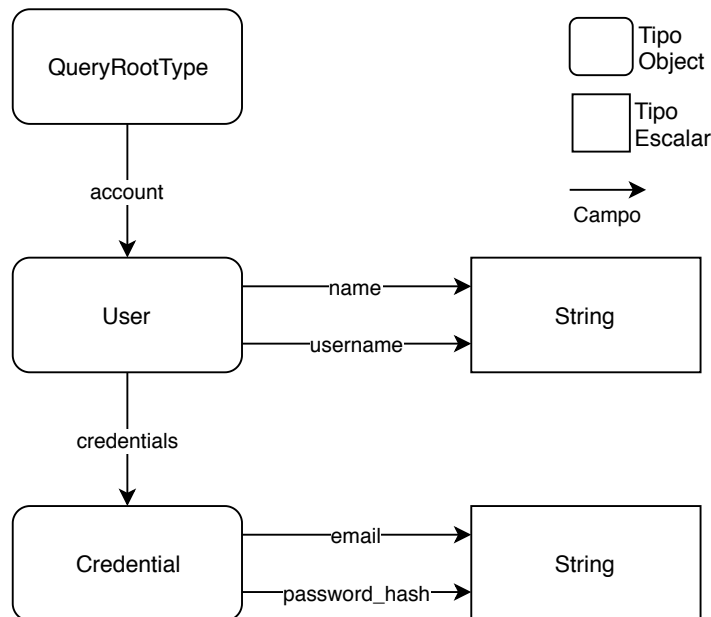 QueryRootType
Tipo
Object
Tipo
Escalar
account
Campo
User
name
username
String
credentials
Credential
email
password_hash
String